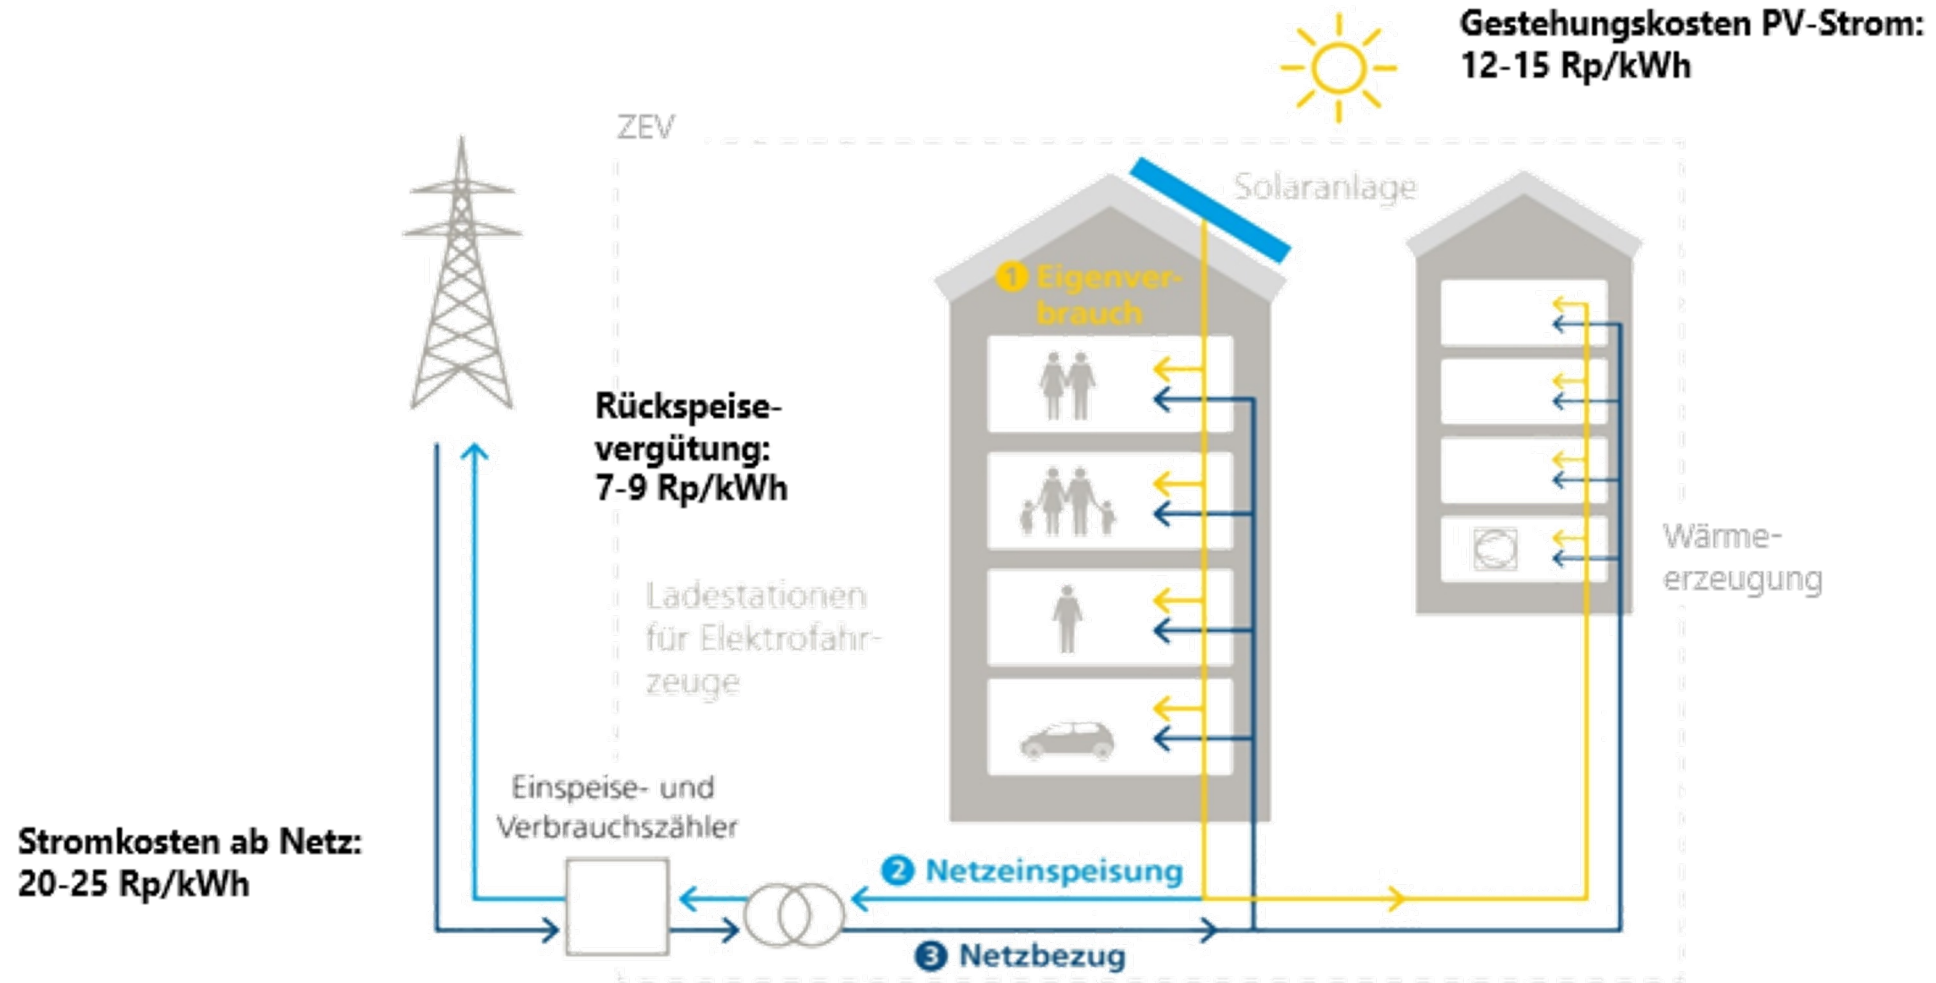 Gestehungskosten PV-Strom:
12-15 Rp/kWh
ZEV
Solaranlage
1 Eigenver-
brauch
Rückspeise-
vergütung:
7-9 Rp/kWh
Wärme-
erzeugung
Ladestationen
für Elektrofahr-
zeuge
Einspeise- und
Verbrauchszähler
Stromkosten ab Netz:
20-25 Rp/kWh
2 Netzeinspeisung
3 Netzbezug